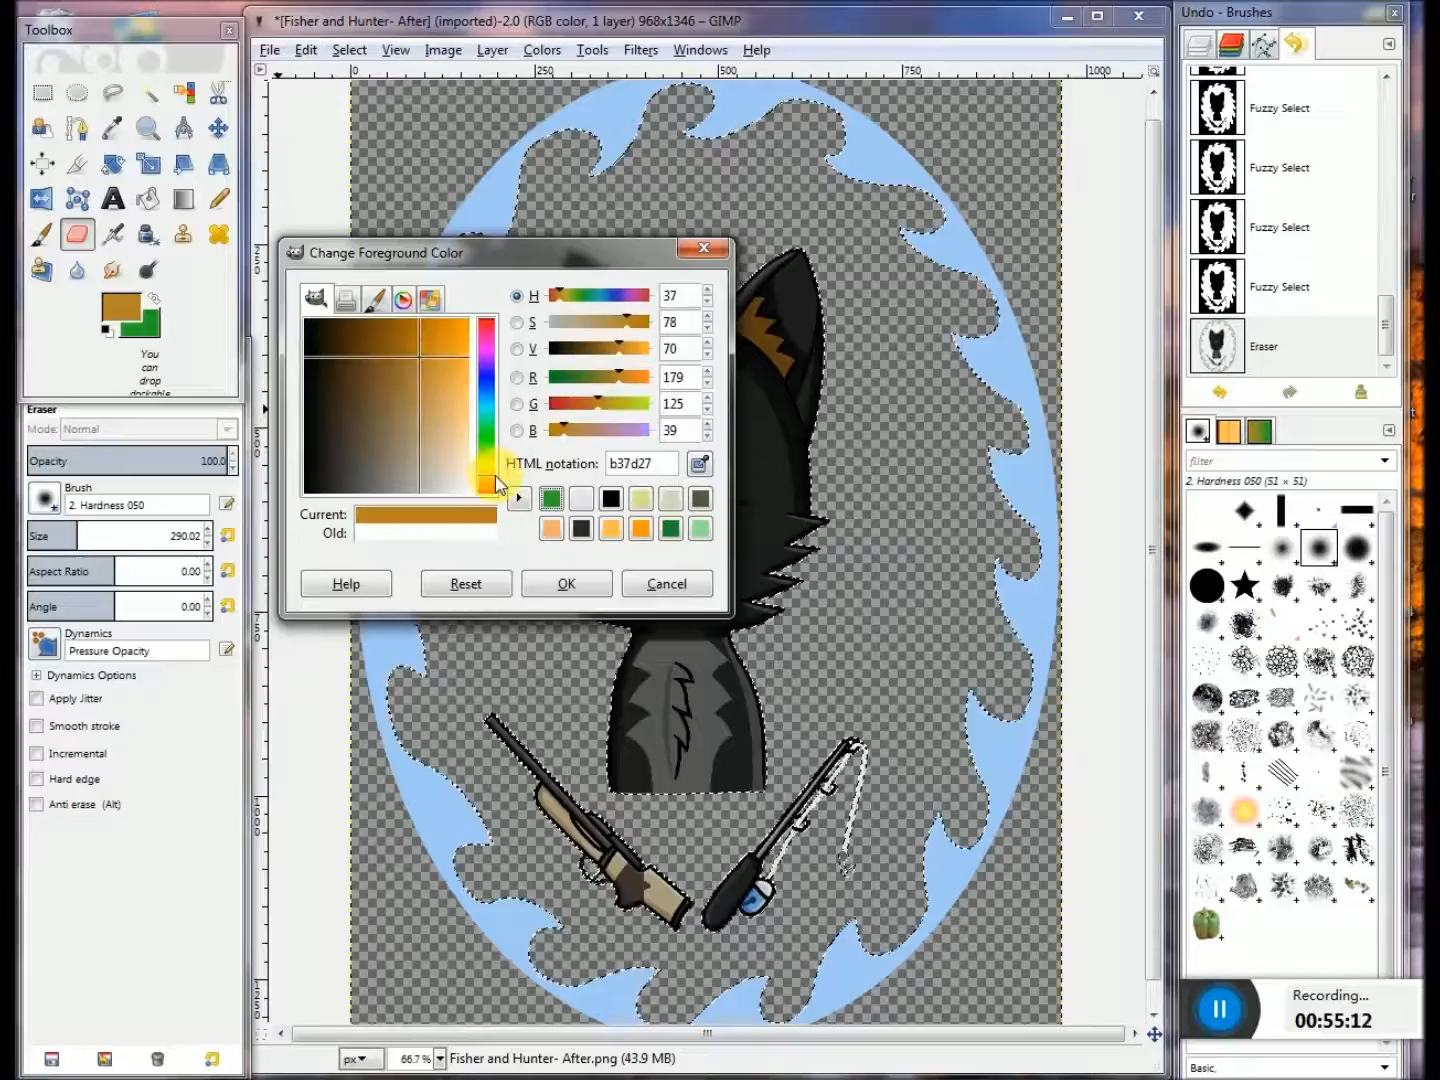 Toolbox
*[Fisher and Hunter- After] (imported)-2.0 (RGB color, 1 layer) 968x1346 – GIMP
Undo - Brushes
File Edit Select View Image Layer Colors Tools Filters Windows Help
0 250 500 750 1000
Fuzzy Select
Fuzzy Select
Fuzzy Select
Fuzzy Select
Eraser
You
can
drop
dockable
Eraser
Mode: Normal
Opacity 100.0
Brush
2. Hardness 050
Size 290.02
Aspect Ratio 0.00
Angle 0.00
Dynamics
Pressure Opacity
Dynamics Options
Apply Jitter
Smooth stroke
Incremental
Hard edge
Anti erase (Alt)
Change Foreground Color
H 37
S 78
V 70
R 179
G 125
B 39
HTML notation: b37d27
Current:
Old:
Help Reset OK Cancel
filter
2. Hardness 050 (51 × 51)
Recording...
00:55:12
Basic,
px 66.7 % Fisher and Hunter- After.png (43.9 MB)